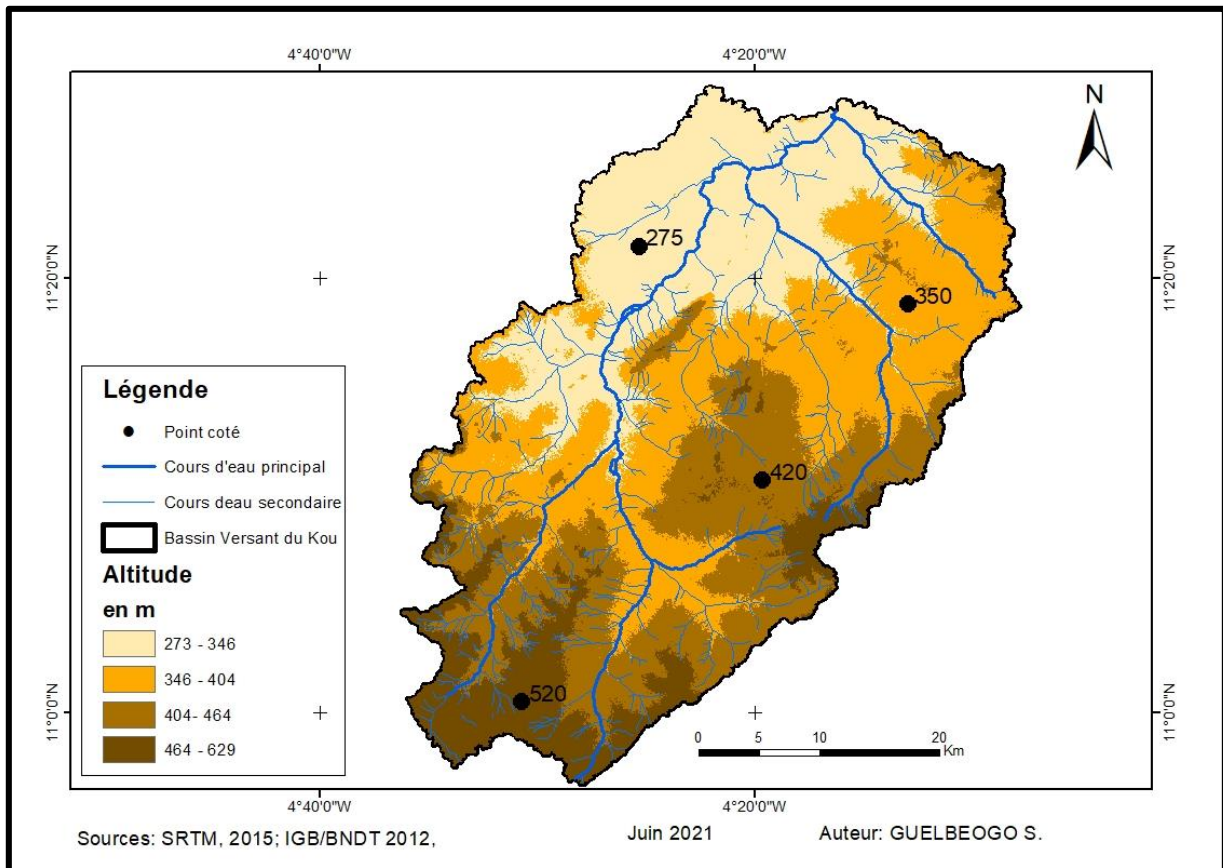 4°40'0"W
4°20'0"W
N
11°20'0"N
11°20'0"N
275
350
420
520
Légende
Point coté
Cours d'eau principal
Cours deau secondaire
Bassin Versant du Kou
Altitude
en m
273 - 346
346 - 404
404- 464
464 - 629
11°0'0"N
11°0'0"N
0 5 10 20
Km
4°40'0"W
4°20'0"W
Sources: SRTM, 2015; IGB/BNDT 2012,
Juin 2021
Auteur: GUELBEOGO S.